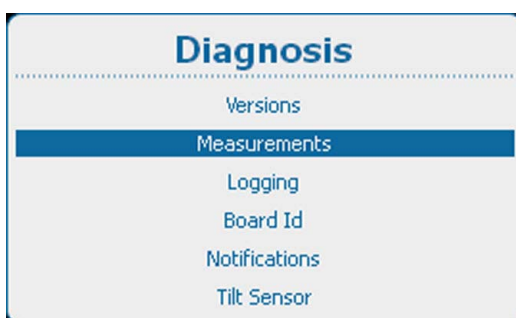 Diagnosis
Versions
Measurements
Logging
Board Id
Notifications
Tilt Sensor